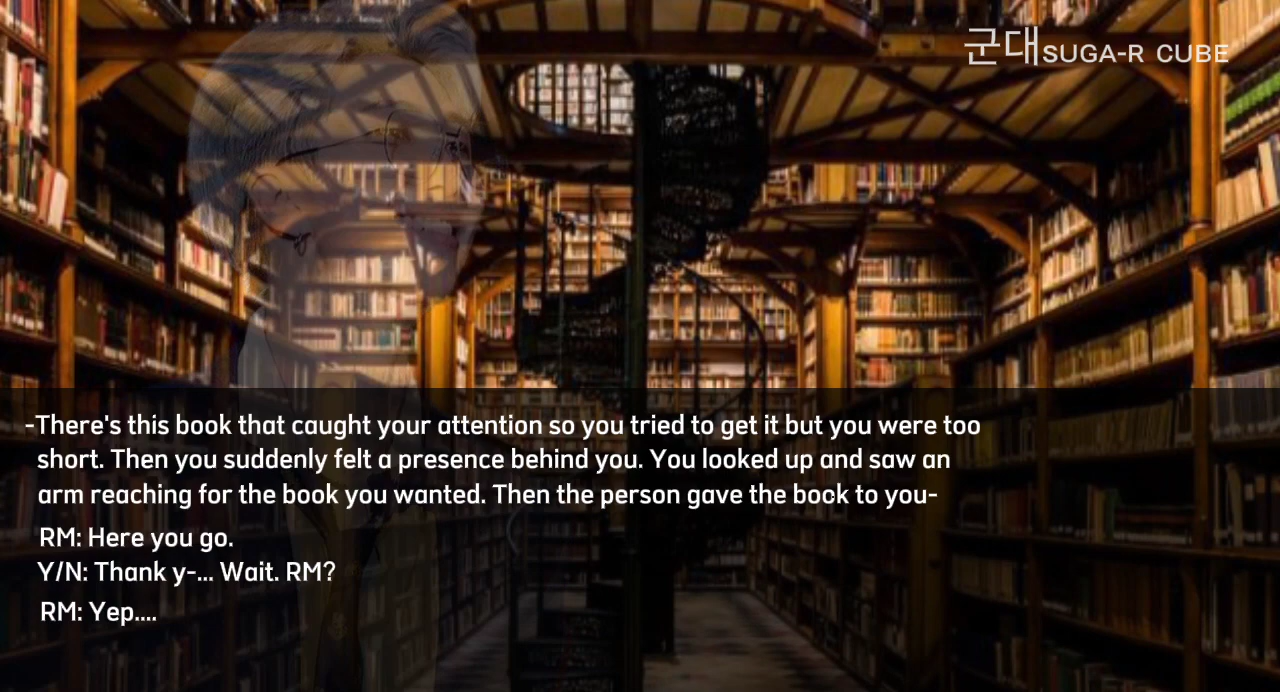 군대SUGA-R CUBE
-There's this book that caught your attention so you tried to get it but you were too
short. Then you suddenly felt a presence behind you. You looked up and saw an
arm reaching for the book you wanted. Then the person gave the book to you-
RM: Here you go.
Y/N: Thank y-... Wait. RM?
RM: Yep....